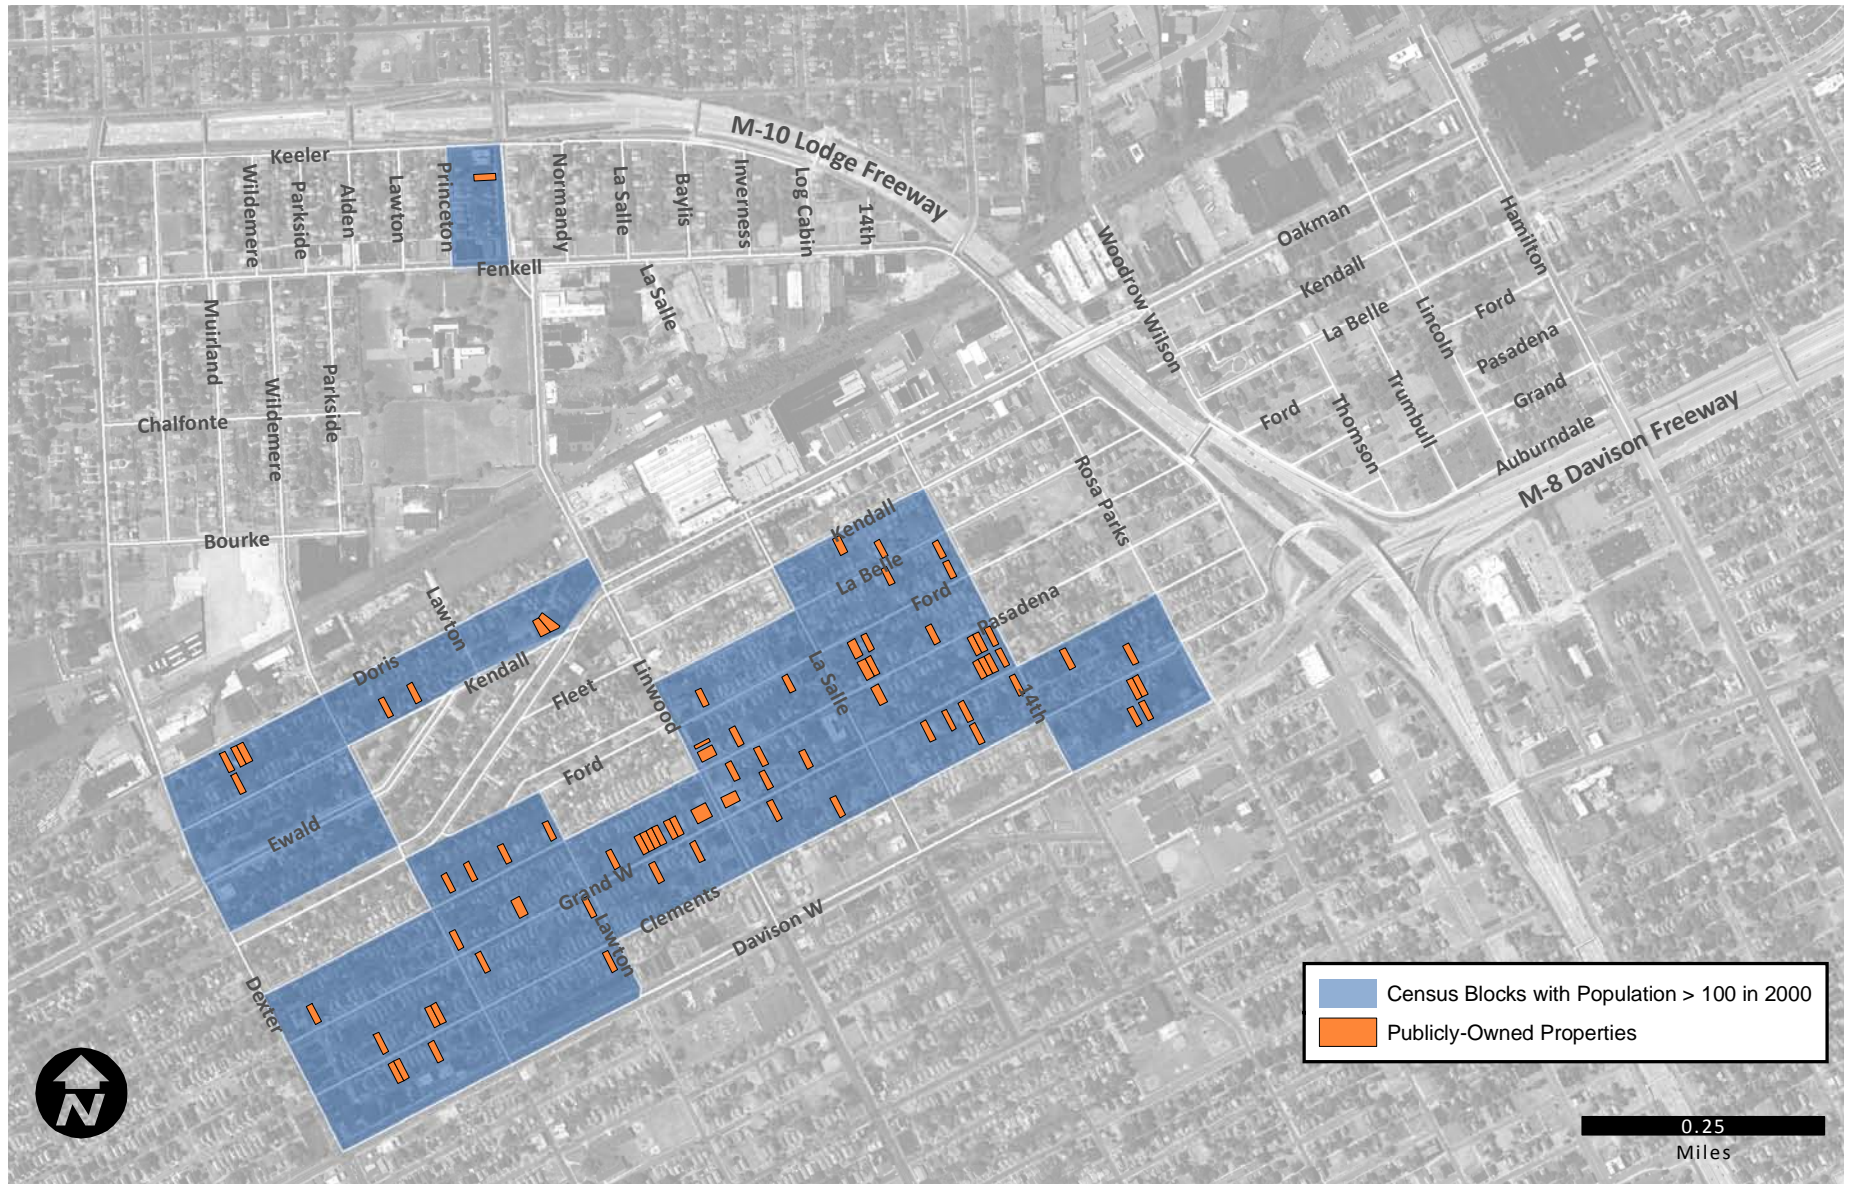 M-10 Lodge Freeway
Keeler
Wildemere
Parkside
Alden
Lawton
Princeton
Normandy
La Salle
Baylis
Inverness
Log Cabin
14th
Fenkell
La Salle
Woodrow Wilson
Oakman
Kendall
La Belle
Hamilton
Lincoln
Ford
Pasadena
Grand
Auburndale
Ford
Thomson
Trumbull
M-8 Davison Freeway
Muirland
Wildemere
Parkside
Chalfonte
Bourke
Rosa Parks
Kendall
La Belle
Ford
Pasadena
Lawton
Doris
Kendall
Fleet
Linwood
La Salle
14th
Ford
Ewald
Grand W
Clements
Lawton
Davison W
Dexter
Census Blocks with Population > 100 in 2000
Publicly-Owned Properties
N
0.25
Miles